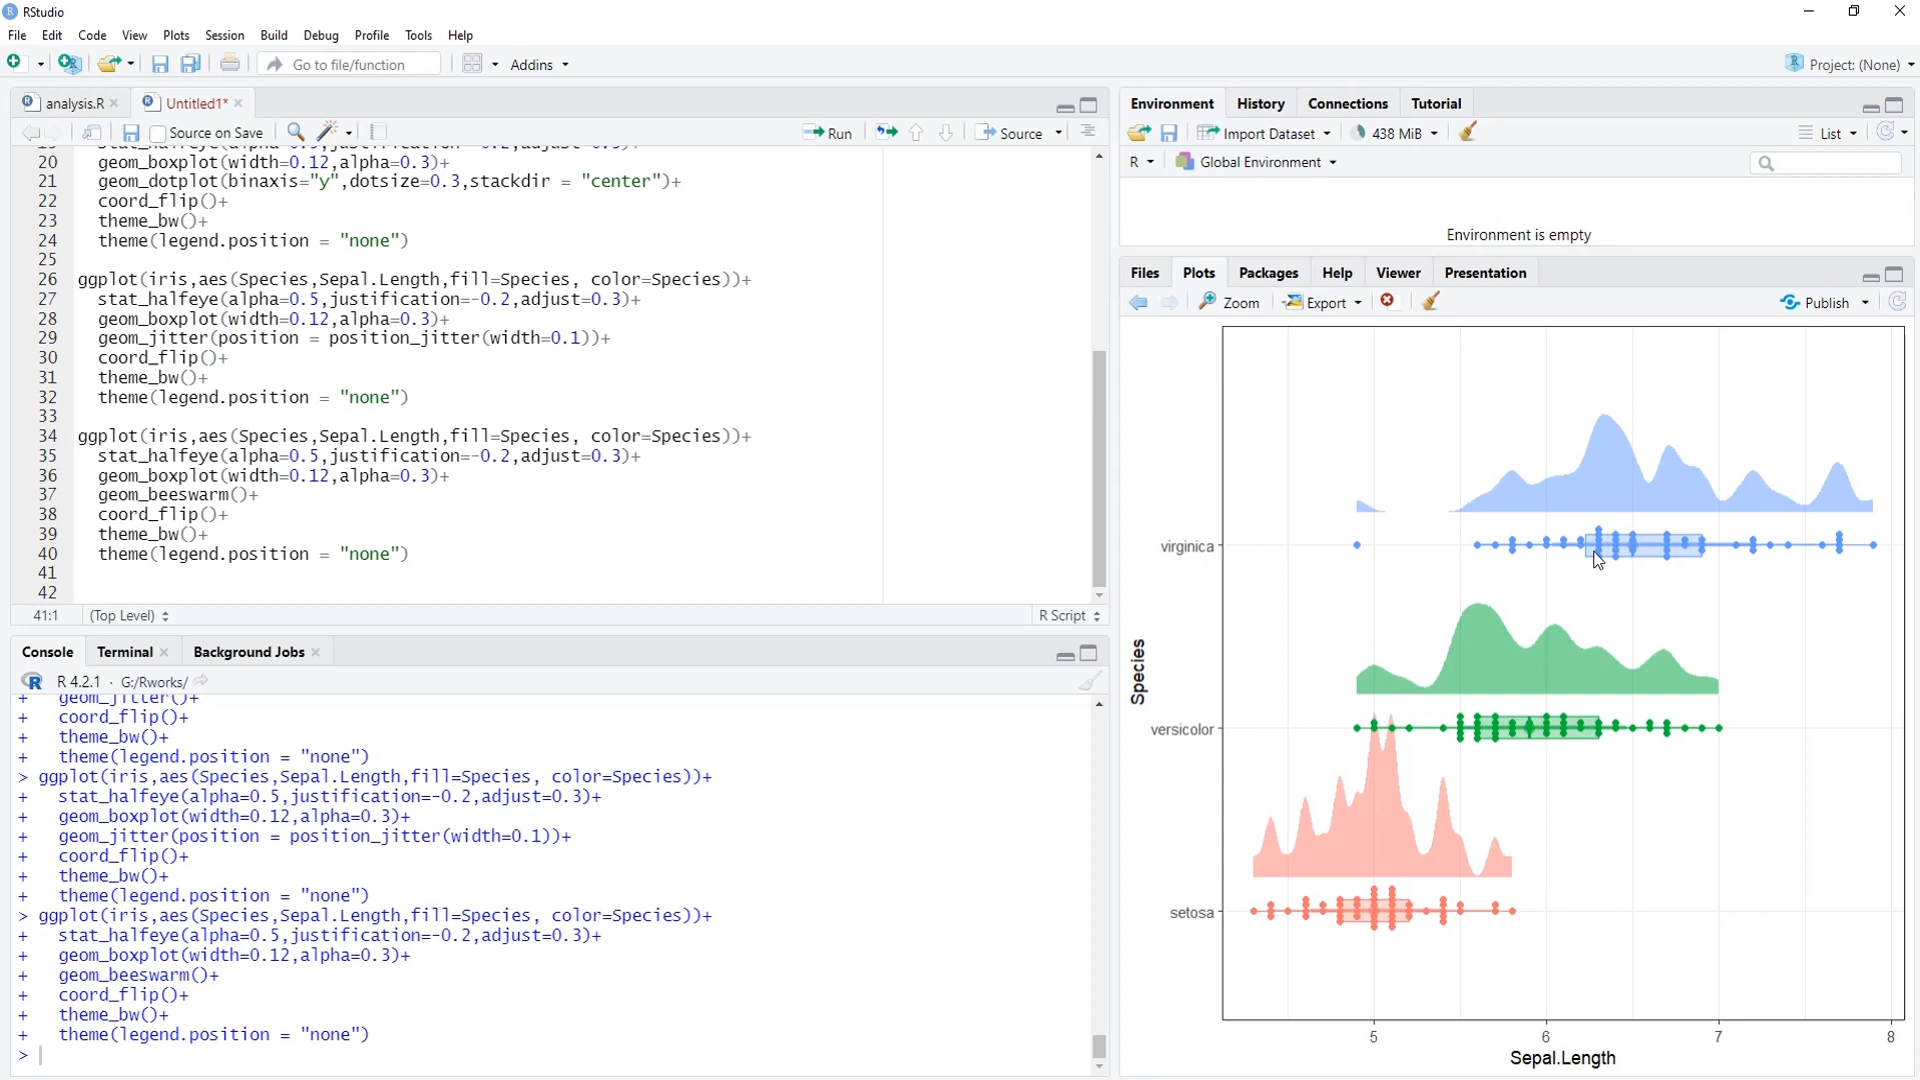 RStudio
File Edit Code View Plots Session Build Debug Profile Tools Help
Go to file/function Addins Project: (None)
analysis.R Untitled1*
Source on Save Run Source
20 geom_boxplot(width=0.12,alpha=0.3)+
21 geom_dotplot(binaxis="y",dotsize=0.3,stackdir = "center")+
22 coord_flip()+
23 theme_bw()+
24 theme(legend.position = "none")
25
26 ggplot(iris,aes(Species,Sepal.Length,fill=Species, color=Species))+
27 stat_halfeye(alpha=0.5,justification=-0.2,adjust=0.3)+
28 geom_boxplot(width=0.12,alpha=0.3)+
29 geom_jitter(position = position_jitter(width=0.1))+
30 coord_flip()+
31 theme_bw()+
32 theme(legend.position = "none")
33
34 ggplot(iris,aes(Species,Sepal.Length,fill=Species, color=Species))+
35 stat_halfeye(alpha=0.5,justification=-0.2,adjust=0.3)+
36 geom_boxplot(width=0.12,alpha=0.3)+
37 geom_beeswarm()+
38 coord_flip()+
39 theme_bw()+
40 theme(legend.position = "none")
41
42
41:1 (Top Level) R Script
Console Terminal Background Jobs
R 4.2.1 · G:/Rworks/
+ geom_jitter()+
+ coord_flip()+
+ theme_bw()+
+ theme(legend.position = "none")
> ggplot(iris,aes(Species,Sepal.Length,fill=Species, color=Species))+
+ stat_halfeye(alpha=0.5,justification=-0.2,adjust=0.3)+
+ geom_boxplot(width=0.12,alpha=0.3)+
+ geom_jitter(position = position_jitter(width=0.1))+
+ coord_flip()+
+ theme_bw()+
+ theme(legend.position = "none")
> ggplot(iris,aes(Species,Sepal.Length,fill=Species, color=Species))+
+ stat_halfeye(alpha=0.5,justification=-0.2,adjust=0.3)+
+ geom_boxplot(width=0.12,alpha=0.3)+
+ geom_beeswarm()+
+ coord_flip()+
+ theme_bw()+
+ theme(legend.position = "none")
>
Environment History Connections Tutorial
Import Dataset 438 MiB List
R Global Environment
Environment is empty
Files Plots Packages Help Viewer Presentation
Zoom Export Publish
virginica
versicolor
setosa
Species
5 6 7 8
Sepal.Length